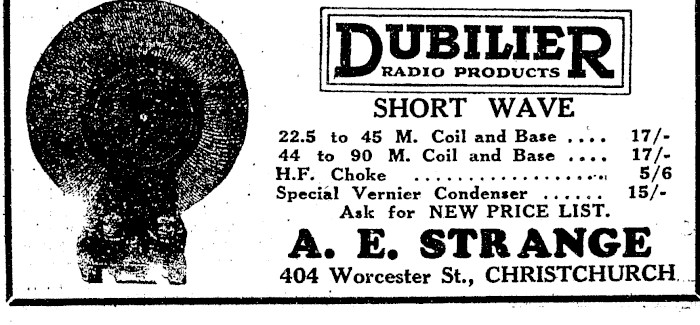 DUBILIER
RADIO PRODUCTS
SHORT WAVE
22.5 to 45 M. Coil and Base .... 17/-
44 to 90 M. Coil and Base .... 17/-
H.F. Choke .................... 5/6
Special Vernier Condenser ...... 15/-
Ask for NEW PRICE LIST.
A. E. STRANGE
404 Worcester St., CHRISTCHURCH